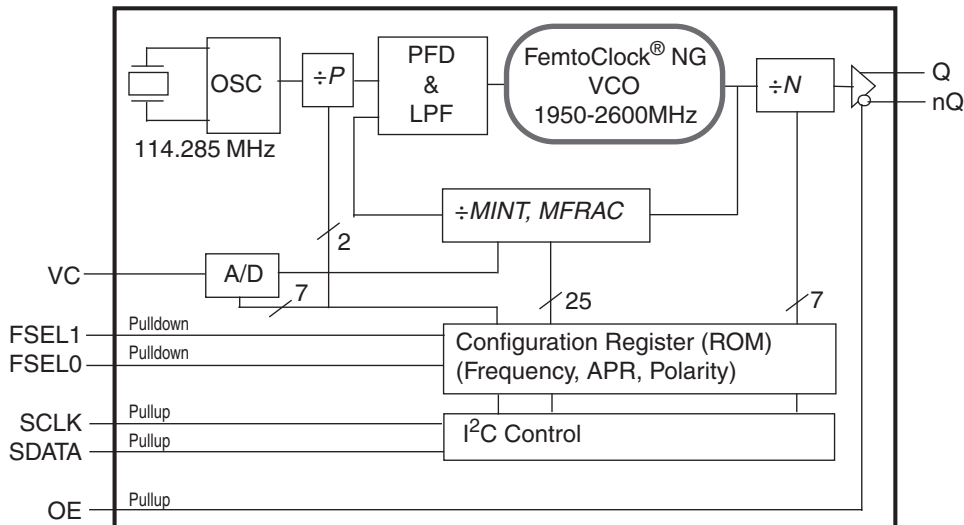 OSC
114.285 MHz
÷P
PFD
&
LPF
FemtoClock® NG
VCO
1950-2600MHz
÷N
Q
nQ
÷MINT, MFRAC
2
VC
A/D
7
25
7
FSEL1
Pulldown
FSEL0
Pulldown
Configuration Register (ROM)
(Frequency, APR, Polarity)
SCLK
Pullup
SDATA
Pullup
I²C Control
OE
Pullup